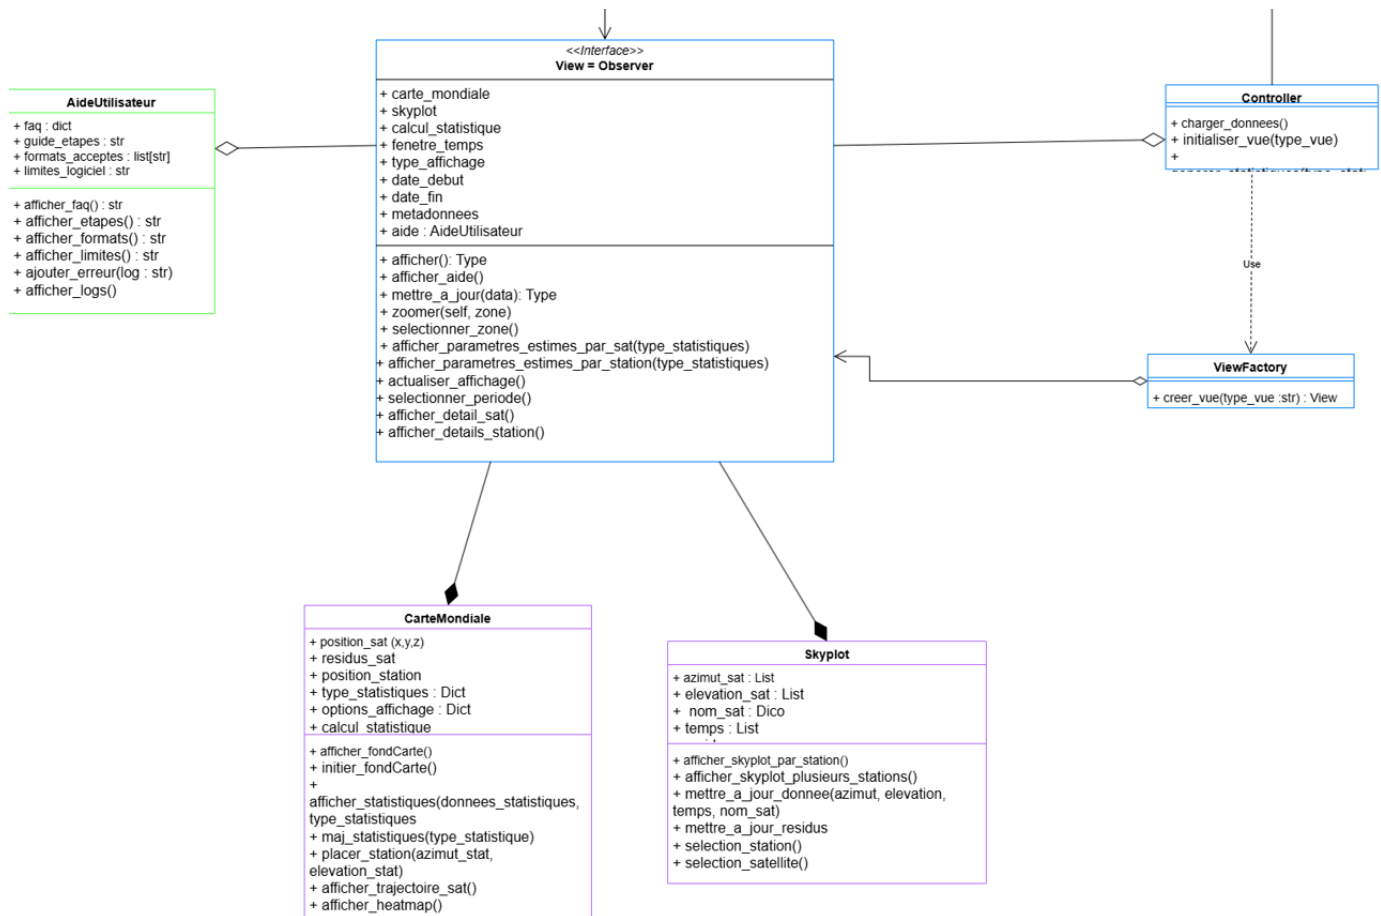 <<Interface>>
View = Observer
+ carte_mondiale
+ skyplot
+ calcul_statistique
+ fenetre_temps
+ type_affichage
+ date_debut
+ date_fin
+ metadonnees
+ aide : AideUtilisateur
+ afficher(): Type
+ afficher_aide()
+ mettre_a_jour(data): Type
+ zoomer(self, zone)
+ selectionner_zone()
+ afficher_parametres_estimes_par_sat(type_statistiques)
+ afficher_parametres_estimes_par_station(type_statistiques)
+ actualiser_affichage()
+ selectionner_periode()
+ afficher_detail_sat()
+ afficher_details_station()
AideUtilisateur
+ faq : dict
+ guide_etapes : str
+ formats_acceptes : list[str]
+ limites_logiciel : str
+ afficher_faq() : str
+ afficher_etapes() : str
+ afficher_formats() : str
+ afficher_limites() : str
+ ajouter_erreur(log : str)
+ afficher_logs()
Controller
+ charger_donnees()
+ initialiser_vue(type_vue)
+
Use
ViewFactory
+ creer_vue(type_vue :str) : View
CarteMondiale
+ position_sat (x,y,z)
+ residus_sat
+ position_station
+ type_statistiques : Dict
+ options_affichage : Dict
+ calcul_statistique
+ afficher_fondCarte()
+ initier_fondCarte()
+
afficher_statistiques(donnees_statistiques,
type_statistiques
+ maj_statistiques(type_statistique)
+ placer_station(azimut_stat,
elevation_stat)
+ afficher_trajectoire_sat()
+ afficher_heatmap()
Skyplot
+ azimut_sat : List
+ elevation_sat : List
+ nom_sat : Dico
+ temps : List
+ afficher_skyplot_par_station()
+ afficher_skyplot_plusieurs_stations()
+ mettre_a_jour_donnee(azimut, elevation,
temps, nom_sat)
+ mettre_a_jour_residus
+ selection_station()
+ selection_satellite()